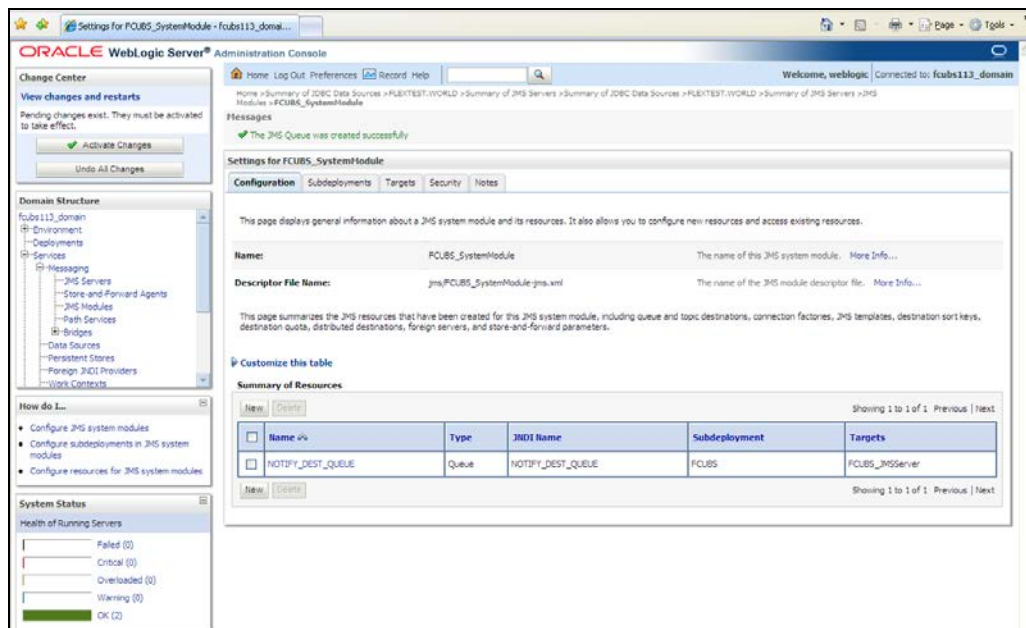 Settings for FCUBS_SystemModule - fcubs113_domai...
Page
Tools
ORACLE WebLogic Server® Administration Console
Change Center
View changes and restarts
Pending changes exist. They must be activated
to take effect.
Activate Changes
Undo All Changes
Domain Structure
fcubs113_domain
Environment
Deployments
Services
Messaging
JMS Servers
Store-and-Forward Agents
JMS Modules
Path Services
Bridges
Data Sources
Persistent Stores
Foreign JNDI Providers
Work Contexts
How do I...
Configure JMS system modules
Configure subdeployments in JMS system
modules
Configure resources for JMS system modules
System Status
Health of Running Servers
Failed (0)
Critical (0)
Overloaded (0)
Warning (0)
OK (2)
Home Log Out Preferences Record Help
Welcome, weblogic Connected to: fcubs113_domain
Home >Summary of JDBC Data Sources >FLEXTEST.WORLD >Summary of JMS Servers >Summary of JDBC Data Sources >FLEXTEST.WORLD >Summary of JMS Servers >JMS
Modules >FCUBS_SystemModule
Messages
The JMS Queue was created successfully
Settings for FCUBS_SystemModule
Configuration Subdeployments Targets Security Notes
This page displays general information about a JMS system module and its resources. It also allows you to configure new resources and access existing resources.
Name: FCUBS_SystemModule The name of this JMS system module. More Info...
Descriptor File Name: jms/FCUBS_SystemModule-jms.xml The name of the JMS module descriptor file. More Info...
This page summarizes the JMS resources that have been created for this JMS system module, including queue and topic destinations, connection factories, JMS templates, destination sort keys,
destination quota, distributed destinations, foreign servers, and store-and-forward parameters.
Customize this table
Summary of Resources
New Delete Showing 1 to 1 of 1 Previous | Next
Name Type JNDI Name Subdeployment Targets
NOTIFY_DEST_QUEUE Queue NOTIFY_DEST_QUEUE FCUBS FCUBS_JMSServer
New Delete Showing 1 to 1 of 1 Previous | Next